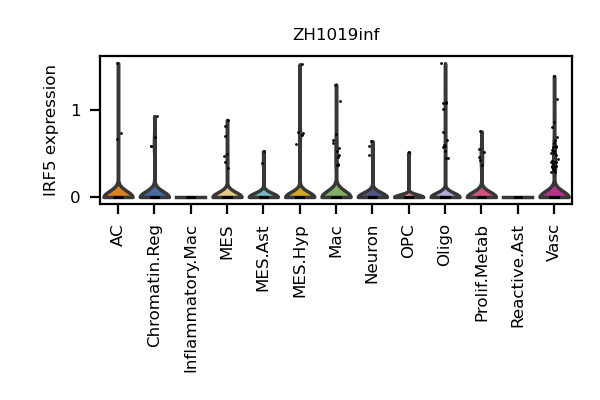 ZH1019inf
IRF5 expression
1
0
AC
Chromatin.Reg
Inflammatory.Mac
MES
MES.Ast
MES.Hyp
Mac
Neuron
OPC
Oligo
Prolif.Metab
Reactive.Ast
Vasc